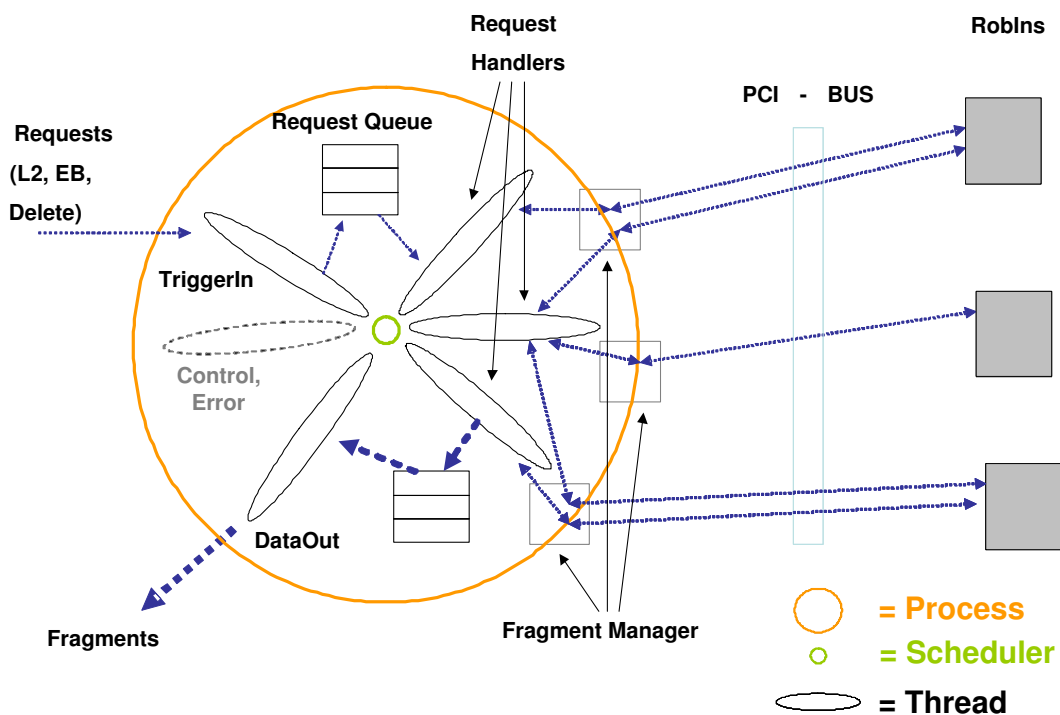 Request
Handlers
RobIns
PCI - BUS
Requests
(L2, EB,
Delete)
Request Queue
TriggerIn
Control,
Error
DataOut
Fragments
Fragment Manager
= Process
= Scheduler
= Thread